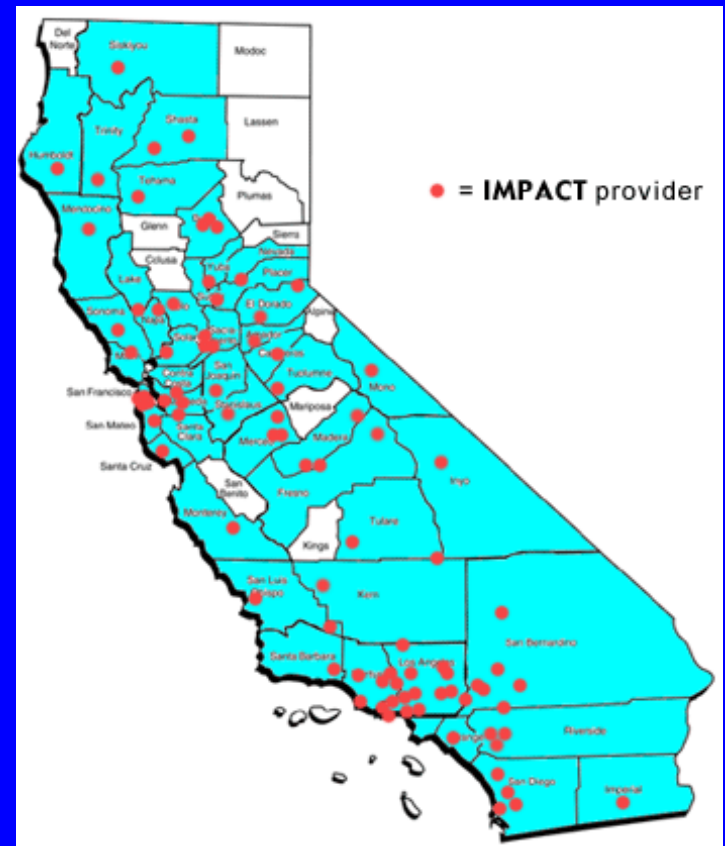 Del
Norte
Siskiyou
Modoc
Trinity
Shasta
Lassen
Humboldt
Tehama
Plumas
= IMPACT provider
Mendocino
Glenn
Sierra
Colusa
Nevada
Yuba
Placer
Lake
El Dorado
Sonoma
Napa
Alpine
Amador
San
Joaquin
Contra
Costa
Tuolumne
Mono
San Francisco
Stanislaus
Mariposa
San Mateo
Santa
Clara
Merced
Madera
Santa Cruz
San
Benito
Fresno
Inyo
Monterey
Tulare
Kings
San Luis
Obispo
Kern
San Bernardino
Santa Barbara
Los Angeles
Riverside
San Diego
Imperial